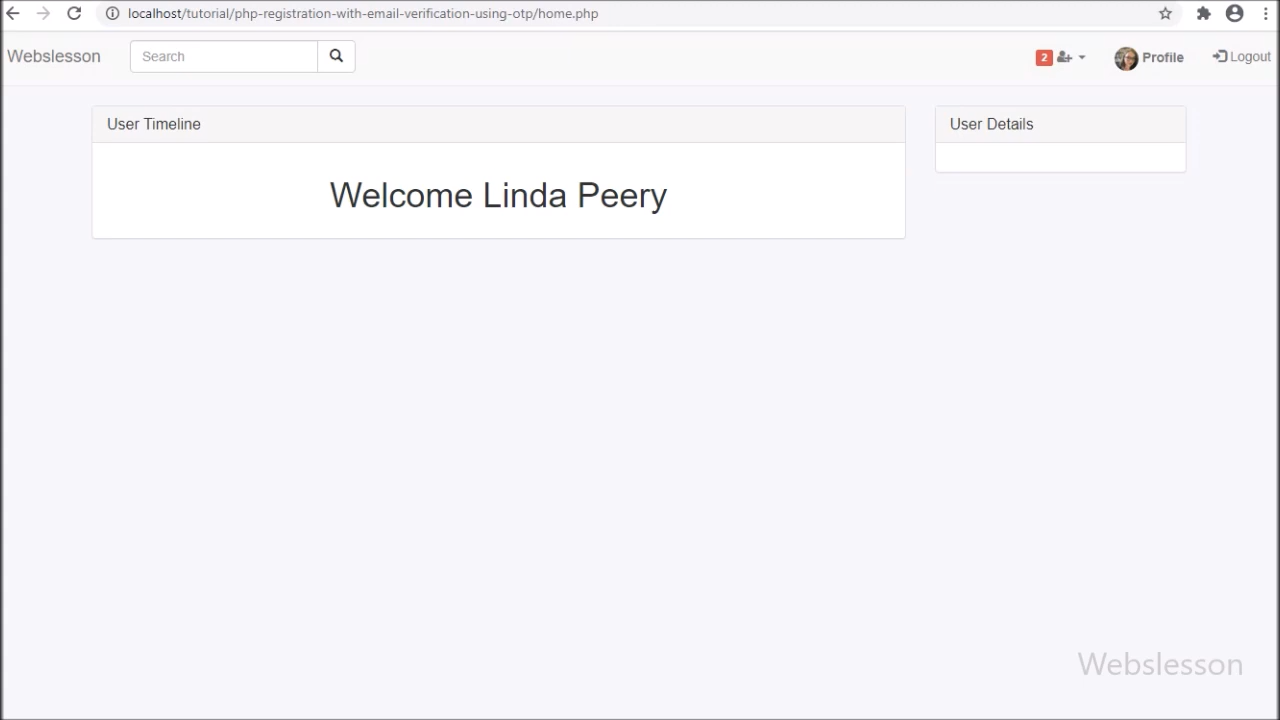 localhost/tutorial/php-registration-with-email-verification-using-otp/home.php
Webslesson
Search
2
Profile
Logout
User Timeline
User Details
Welcome Linda Peery
Webslesson